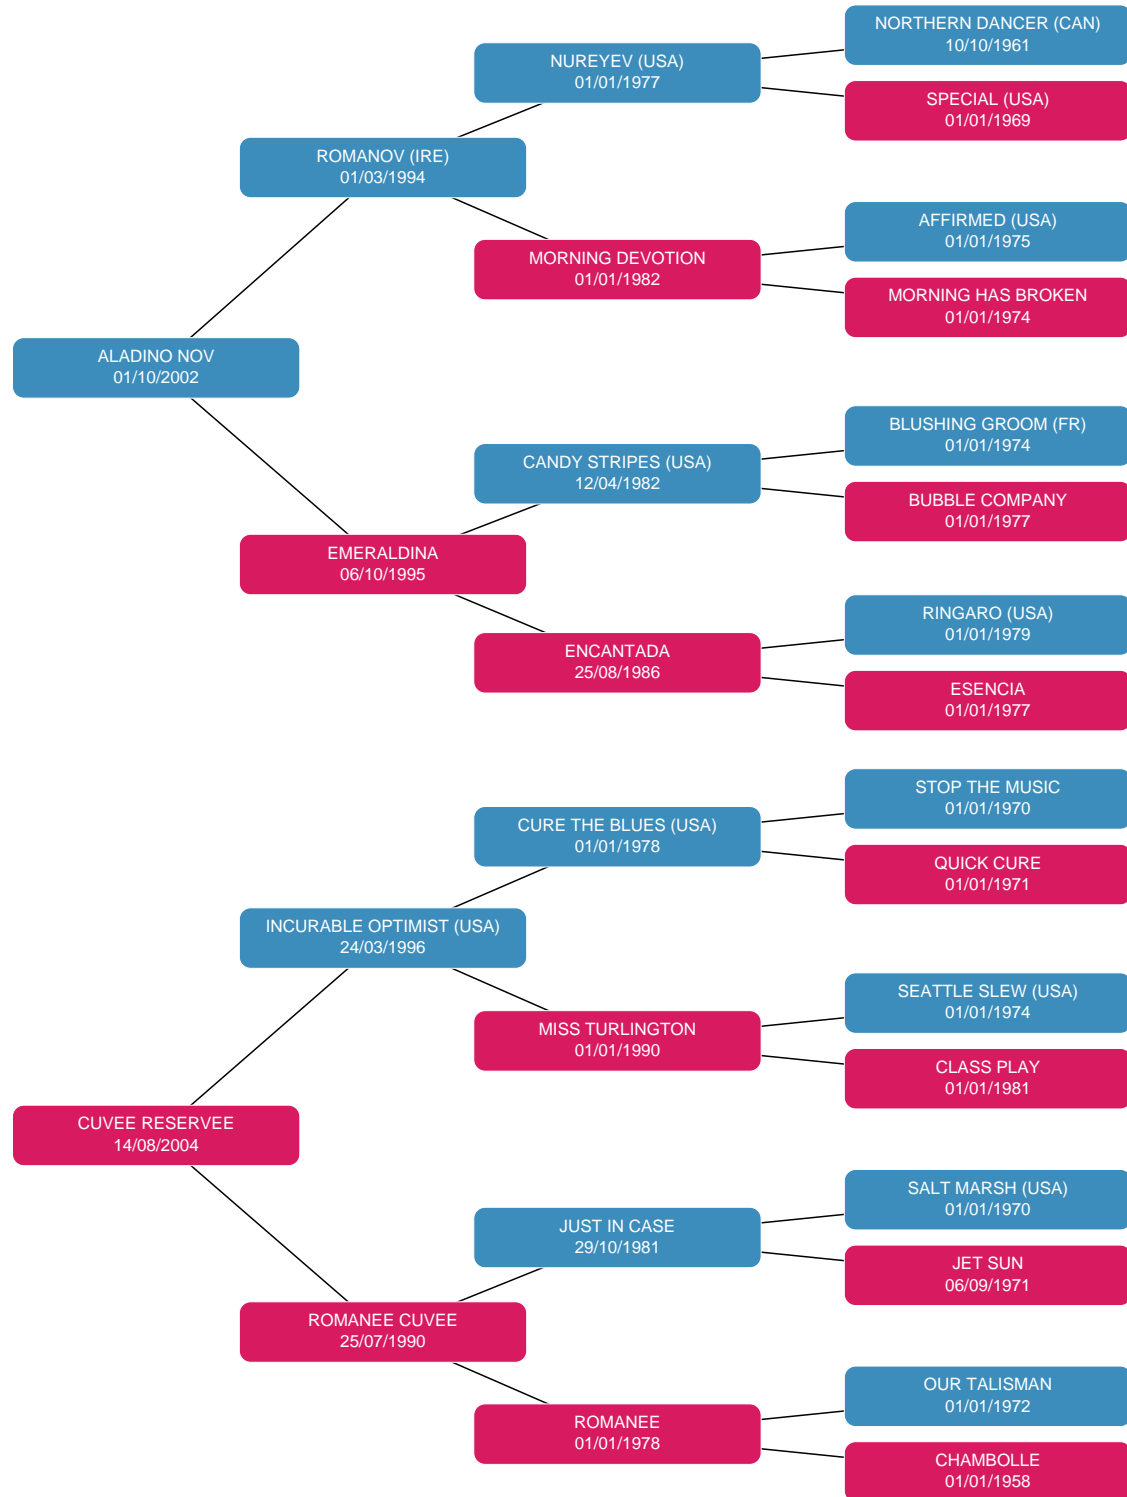 NORTHERN DANCER (CAN)
10/10/1961
NUREYEV (USA)
01/01/1977
SPECIAL (USA)
01/01/1969
ROMANOV (IRE)
01/03/1994
AFFIRMED (USA)
01/01/1975
MORNING DEVOTION
01/01/1982
MORNING HAS BROKEN
01/01/1974
ALADINO NOV
01/10/2002
BLUSHING GROOM (FR)
01/01/1974
CANDY STRIPES (USA)
12/04/1982
BUBBLE COMPANY
01/01/1977
EMERALDINA
06/10/1995
RINGARO (USA)
01/01/1979
ENCANTADA
25/08/1986
ESENCIA
01/01/1977
STOP THE MUSIC
01/01/1970
CURE THE BLUES (USA)
01/01/1978
QUICK CURE
01/01/1971
INCURABLE OPTIMIST (USA)
24/03/1996
SEATTLE SLEW (USA)
01/01/1974
MISS TURLINGTON
01/01/1990
CLASS PLAY
01/01/1981
CUVEE RESERVEE
14/08/2004
SALT MARSH (USA)
01/01/1970
JUST IN CASE
29/10/1981
JET SUN
06/09/1971
ROMANEE CUVEE
25/07/1990
OUR TALISMAN
01/01/1972
ROMANEE
01/01/1978
CHAMBOLLE
01/01/1958